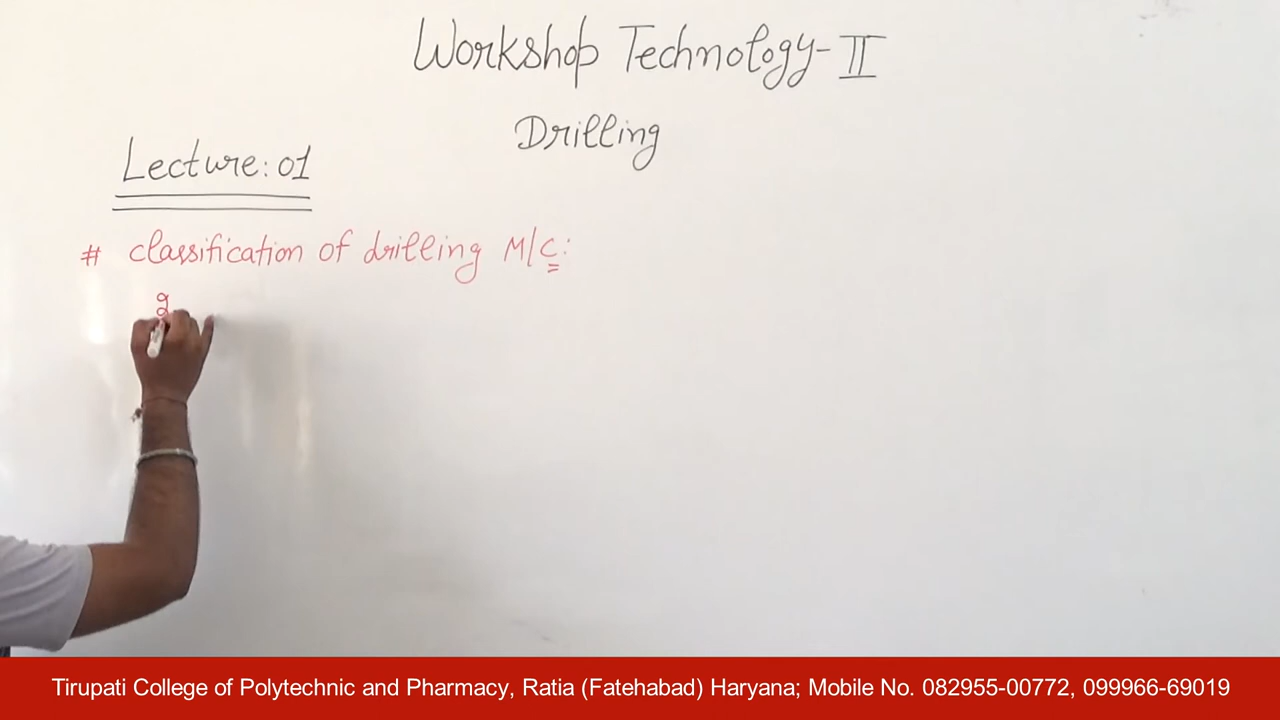 Workshop Technology-II
Drilling
Lecture: 01
# classification of drilling M/C:
Tirupati College of Polytechnic and Pharmacy, Ratia (Fatehabad) Haryana; Mobile No. 082955-00772, 099966-69019